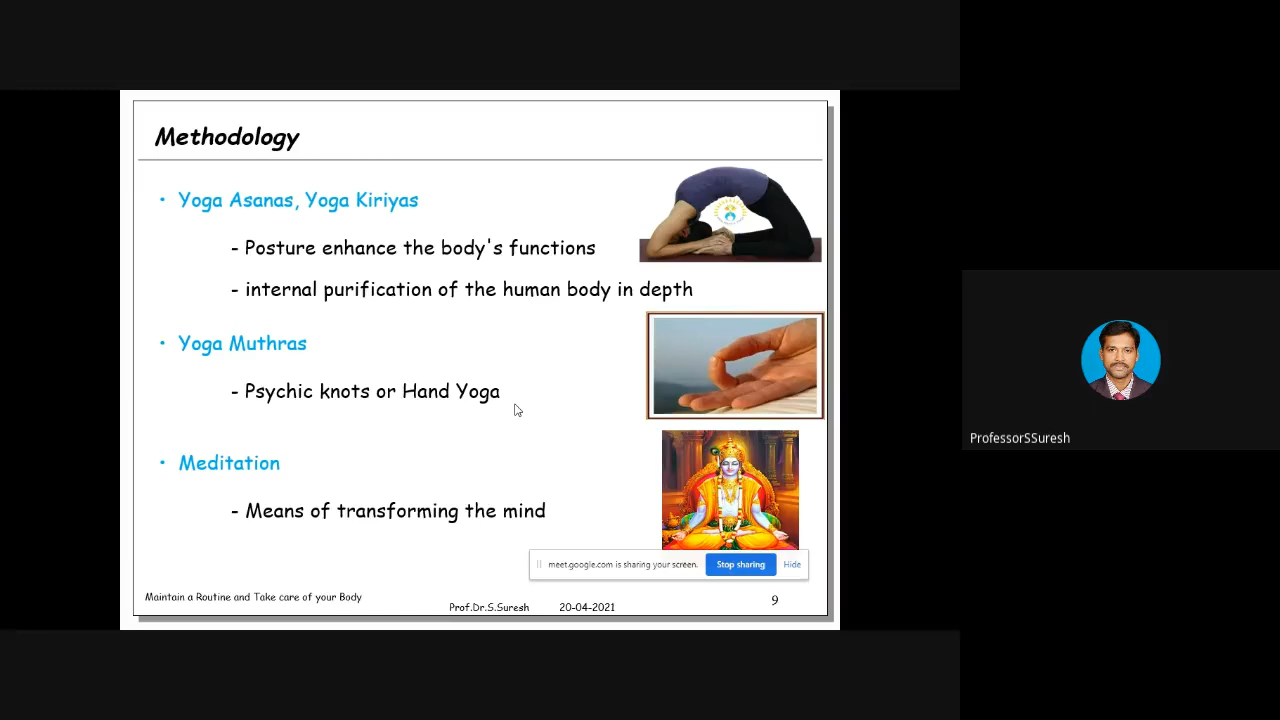 Methodology
• Yoga Asanas, Yoga Kiriyas
- Posture enhance the body's functions
- internal purification of the human body in depth
• Yoga Muthras
- Psychic knots or Hand Yoga
• Meditation
- Means of transforming the mind
meet.google.com is sharing your screen. Stop sharing Hide
Maintain a Routine and Take care of your Body
Prof.Dr.S.Suresh 20-04-2021
9
ProfessorSSuresh